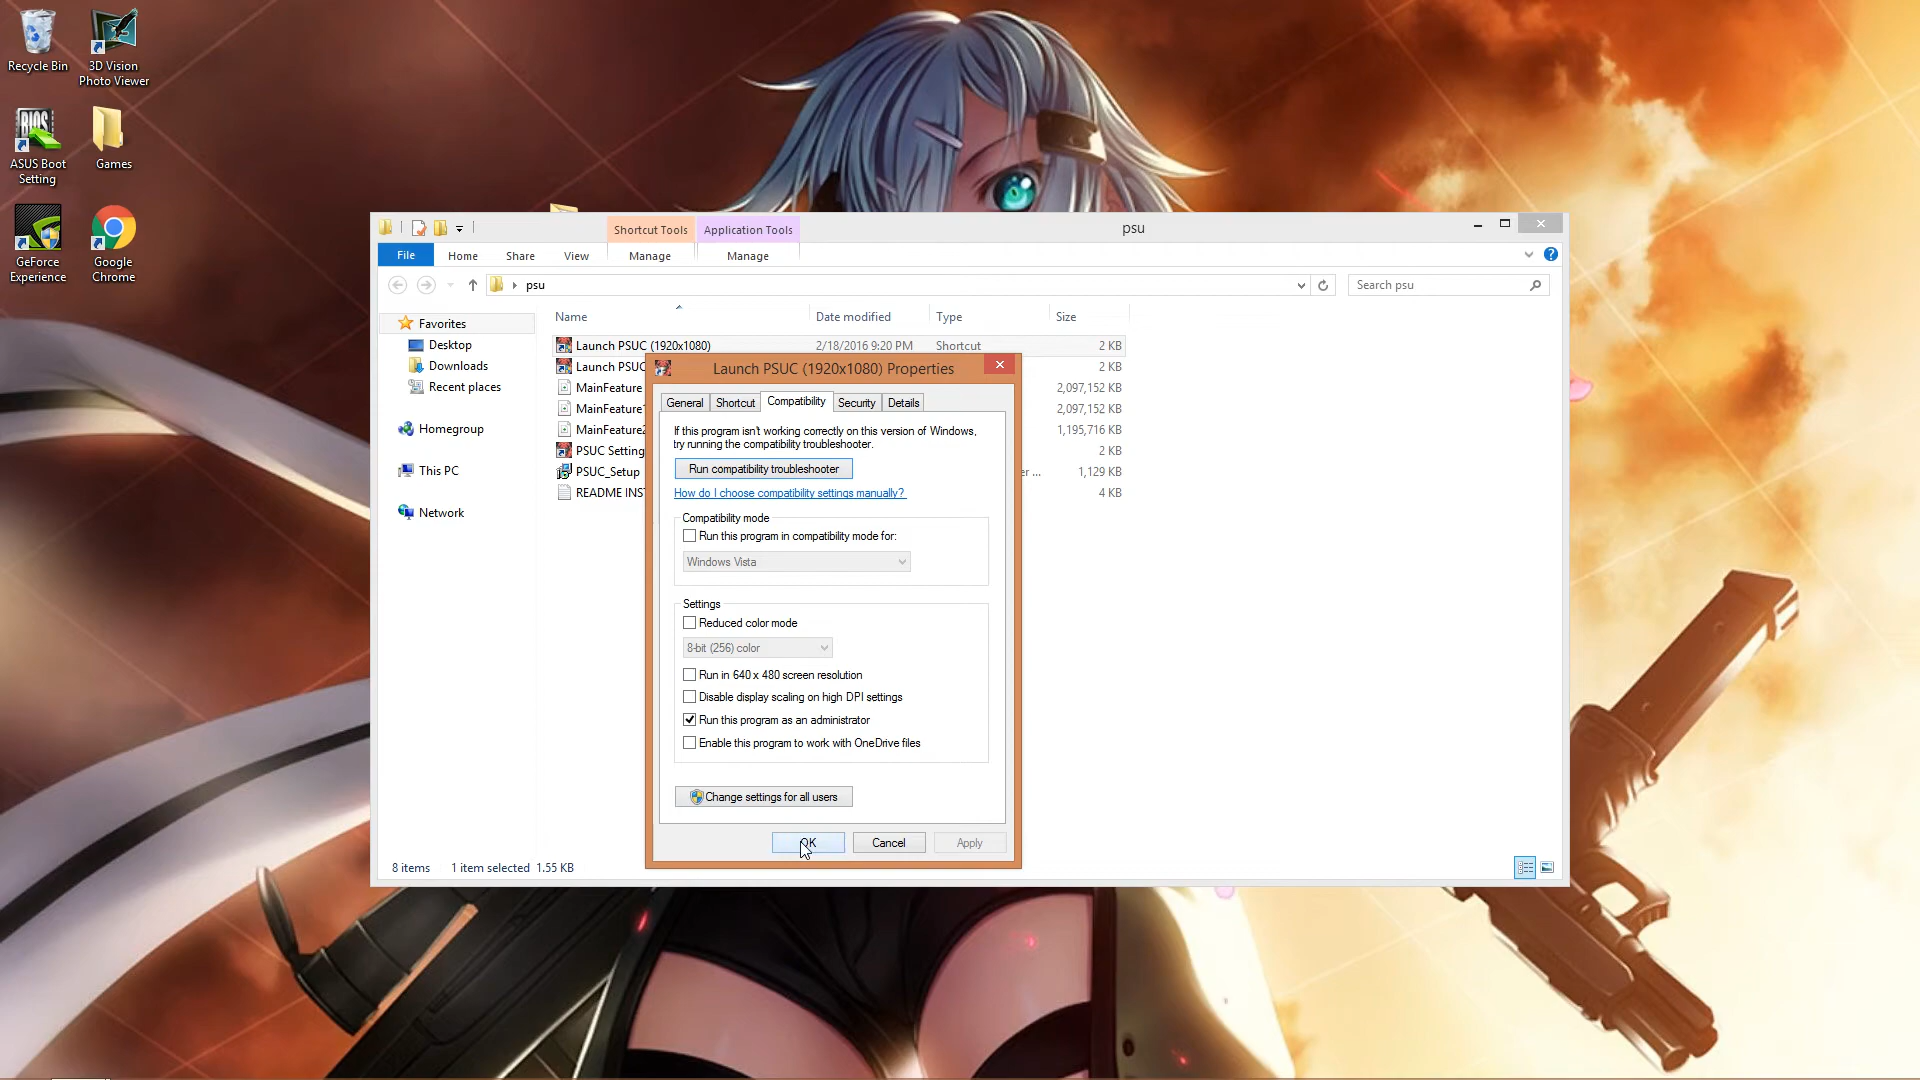 Recycle Bin
3D Vision
Photo Viewer
BIOS
ASUS Boot
Setting
Games
GeForce
Experience
Google
Chrome
Shortcut Tools
Application Tools
psu
File
Home
Share
View
Manage
Manage
psu
Search psu
Favorites
Desktop
Downloads
Recent places
Homegroup
This PC
Network
Name
Date modified
Type
Size
Launch PSUC (1920x1080)
2/18/2016 9:20 PM
Shortcut
2 KB
Launch PSUC
2 KB
MainFeature
2,097,152 KB
MainFeature1
2,097,152 KB
MainFeature2
1,195,716 KB
PSUC Setting
2 KB
PSUC_Setup
er ...
1,129 KB
README INST
4 KB
8 items
1 item selected 1.55 KB
Launch PSUC (1920x1080) Properties
General
Shortcut
Compatibility
Security
Details
If this program isn't working correctly on this version of Windows,
try running the compatibility troubleshooter.
Run compatibility troubleshooter
How do I choose compatibility settings manually?
Compatibility mode
Run this program in compatibility mode for:
Windows Vista
Settings
Reduced color mode
8-bit (256) color
Run in 640 x 480 screen resolution
Disable display scaling on high DPI settings
Run this program as an administrator
Enable this program to work with OneDrive files
Change settings for all users
OK
Cancel
Apply